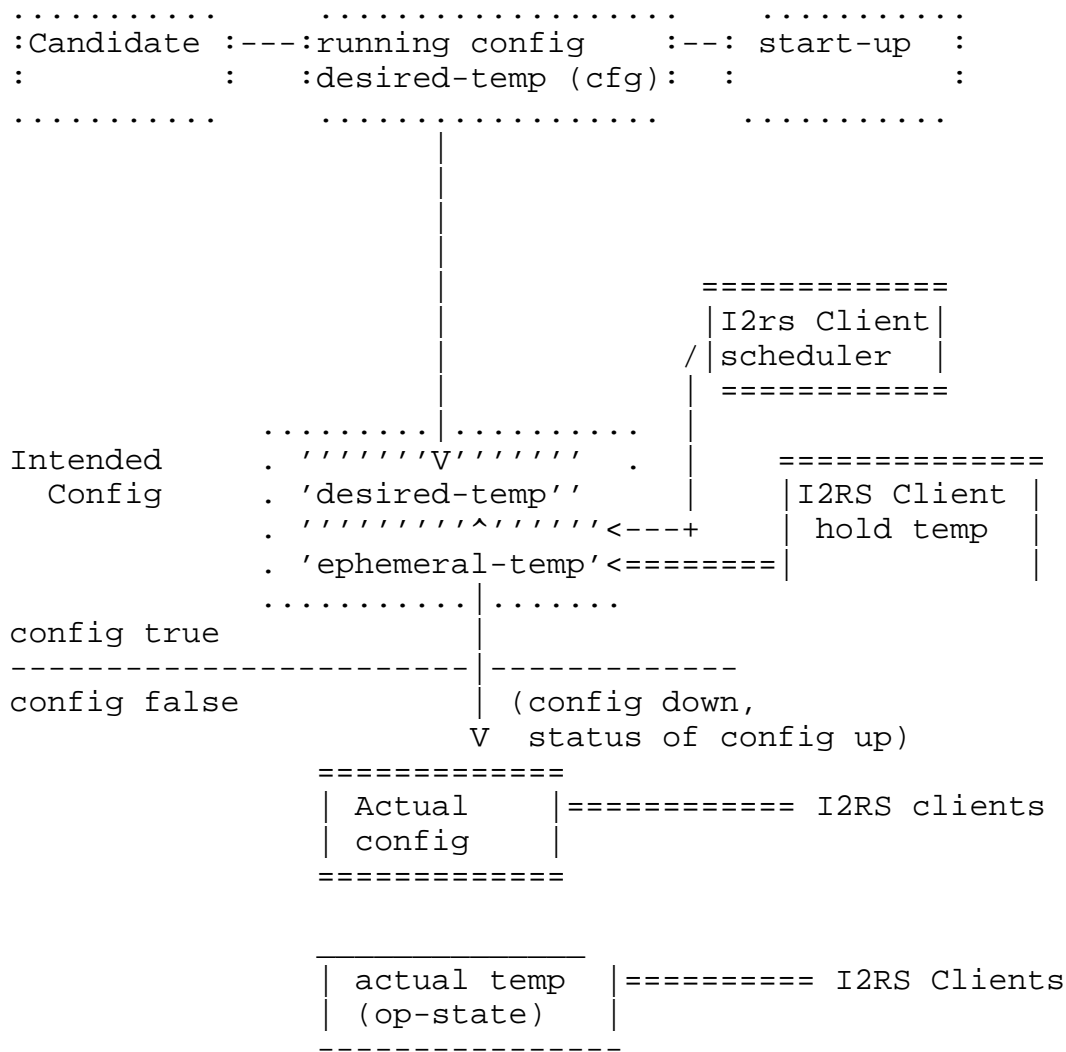 Candidate running config start-up
desired-temp (cfg)
I2rs Client
scheduler
Intended
Config 'desired-temp'' I2RS Client
hold temp
'ephemeral-temp'
config true
config false (config down,
V status of config up)
Actual I2RS clients
config
actual temp I2RS Clients
(op-state)